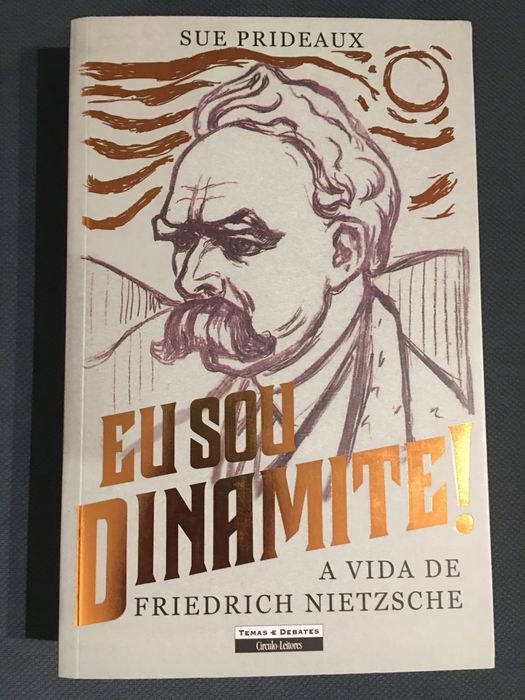 SUE PRIDEAUX
EU SOU
DINAMITE!
A VIDA DE
FRIEDRICH NIETZSCHE
TEMAS E DEBATES
Círculo-Leitores